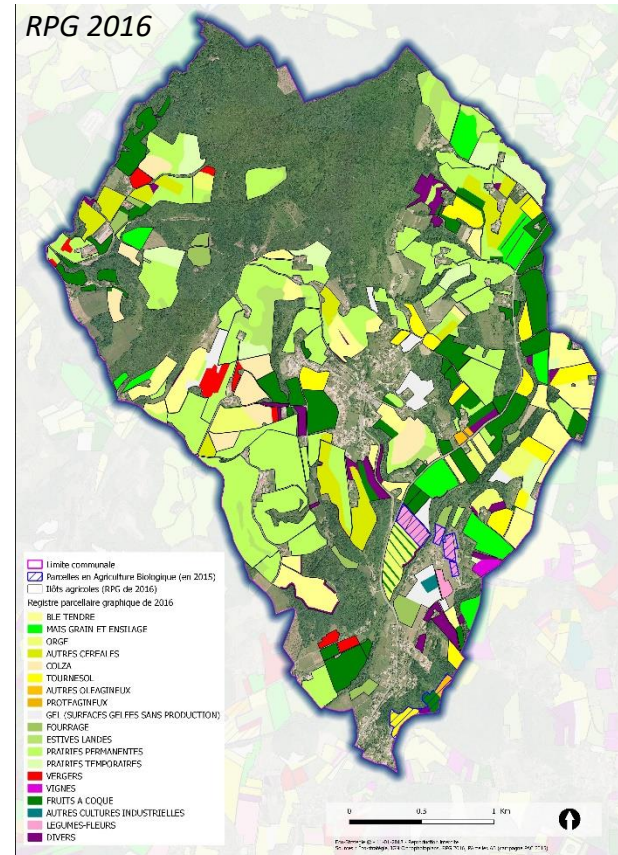 RPG 2016
Limite communale
Parcelles en Agriculture Biologique (en 2015)
Ilôts agricoles (RPG de 2016)
Registre parcellaire graphique de 2016
BLE TENDRE
MAIS GRAIN ET ENSILAGE
ORGE
AUTRES CEREALES
COLZA
TOURNESOL
AUTRES OLEAGINEUX
PROTEAGINEUX
GEL (SURFACES GELEES SANS PRODUCTION)
FOURRAGE
ESTIVES LANDES
PRAIRIES PERMANENTES
PRAIRIES TEMPORAIRES
VERGERS
VIGNES
FRUITS A COQUE
AUTRES CULTURES INDUSTRIELLES
LEGUMES-FLEURS
DIVERS
0 0.5 1 Km